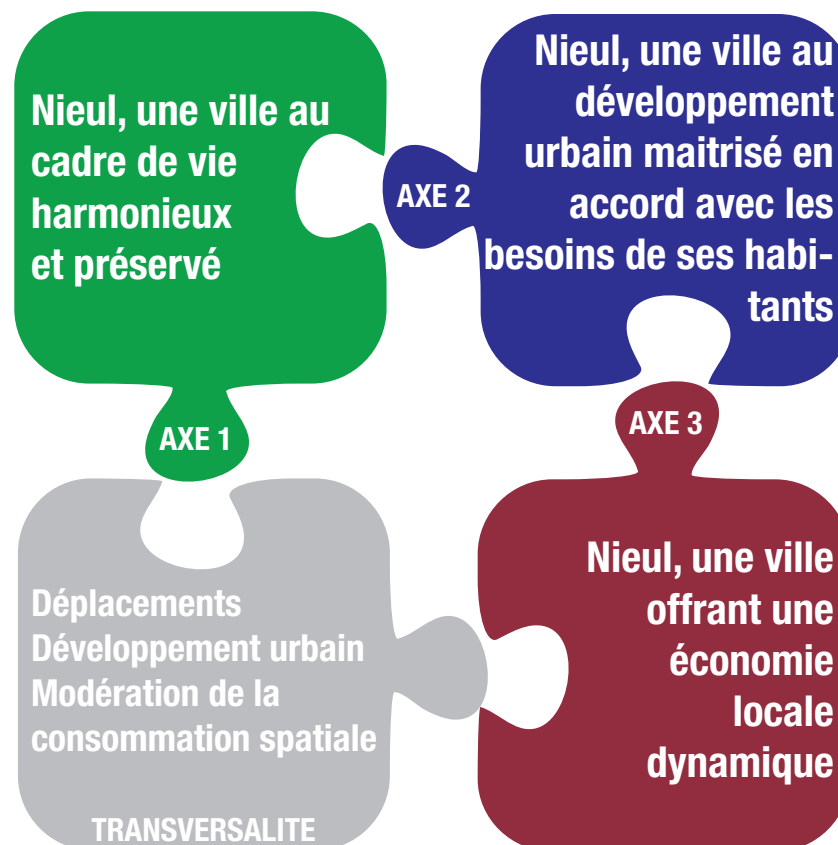 Nieul, une ville au
cadre de vie
harmonieux
et préservé
AXE 1
AXE 2
Nieul, une ville au
développement
urbain maitrisé en
accord avec les
besoins de ses habi-
tants
AXE 3
Nieul, une ville
offrant une
économie
locale
dynamique
Déplacements
Développement urbain
Modération de la
consommation spatiale
TRANSVERSALITE